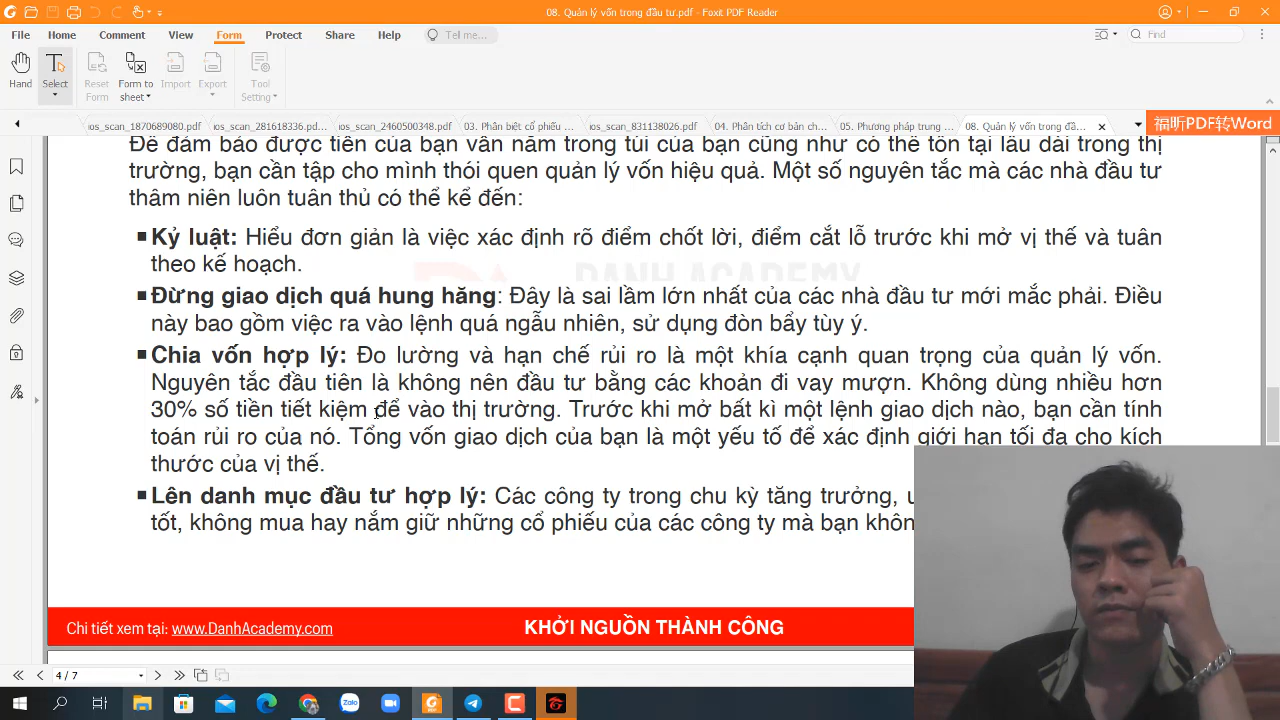 08. Quản lý vốn trong đầu tư.pdf - Foxit PDF Reader
File Home Comment View Form Protect Share Help Tell me... Find
Hand Select Reset Form Form to sheet Import Export Tool Setting
ios_scan_1870689080.pdf ios_scan_281618336.pd... ios_scan_2460500348.pdf 03. Phân biệt cổ phiếu ... ios_scan_831138026.pdf 04. Phân tích cơ bản ch... 05. Phương pháp trung ... 08. Quản lý vốn trong đầ... 福昕PDF转Word
Để đảm bảo được tiền của bạn vẫn nằm trong túi của bạn cũng như có thể tồn tại lâu dài trong thị
trường, bạn cần tập cho mình thói quen quản lý vốn hiệu quả. Một số nguyên tắc mà các nhà đầu tư
thâm niên luôn tuân thủ có thể kể đến:
DANH ACADEMY
▪ Kỷ luật: Hiểu đơn giản là việc xác định rõ điểm chốt lời, điểm cắt lỗ trước khi mở vị thế và tuân
theo kế hoạch.
▪ Đừng giao dịch quá hung hăng: Đây là sai lầm lớn nhất của các nhà đầu tư mới mắc phải. Điều
này bao gồm việc ra vào lệnh quá ngẫu nhiên, sử dụng đòn bẩy tùy ý.
▪ Chia vốn hợp lý: Đo lường và hạn chế rủi ro là một khía cạnh quan trọng của quản lý vốn.
Nguyên tắc đầu tiên là không nên đầu tư bằng các khoản đi vay mượn. Không dùng nhiều hơn
30% số tiền tiết kiệm để vào thị trường. Trước khi mở bất kì một lệnh giao dịch nào, bạn cần tính
toán rủi ro của nó. Tổng vốn giao dịch của bạn là một yếu tố để xác định giới hạn tối đa cho kích
thước của vị thế.
▪ Lên danh mục đầu tư hợp lý: Các công ty trong chu kỳ tăng trưởng,
tốt, không mua hay nắm giữ những cổ phiếu của các công ty mà bạn
Chi tiết xem tại: www.DanhAcademy.com KHỞI NGUỒN THÀNH CÔNG
4 / 7
Zalo